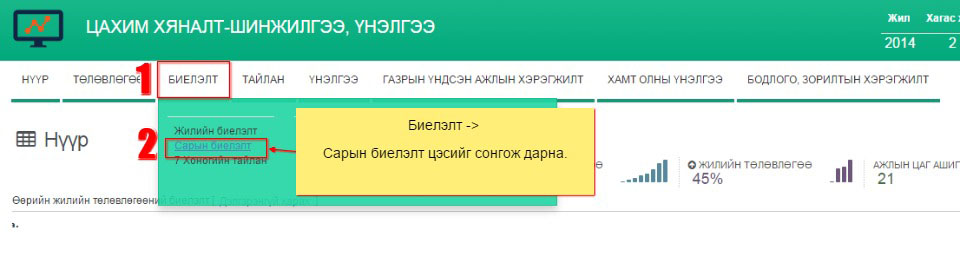 ЦАХИМ ХЯНАЛТ-ШИНЖИЛГЭЭ, ҮНЭЛГЭЭ
Жил Хагас
2014 2
НҮҮР ТӨЛӨВЛӨГӨӨ БИЕЛЭЛТ ТАЙЛАН ҮНЭЛГЭЭ ГАЗРЫН ҮНДСЭН АЖЛЫН ХЭРЭГЖИЛТ ХАМТ ОЛНЫ ҮНЭЛГЭЭ БОДЛОГО, ЗОРИЛТЫН ХЭРЭГЖИЛТ
1
Нүүр
2
Жилийн биелэлт
Сарын биелэлт
7 Хоногийн тайлан
Биелэлт ->
Сарын биелэлт цэсийг сонгож дарна.
ЖИЛИЙН ТӨЛӨВЛӨГӨӨ
45%
АЖЛЫН ЦАГ АШИГ
21
Өөрийн жилийн төлөвлөгөөний биелэлт [ Дэлгэрэнгүй харах ]